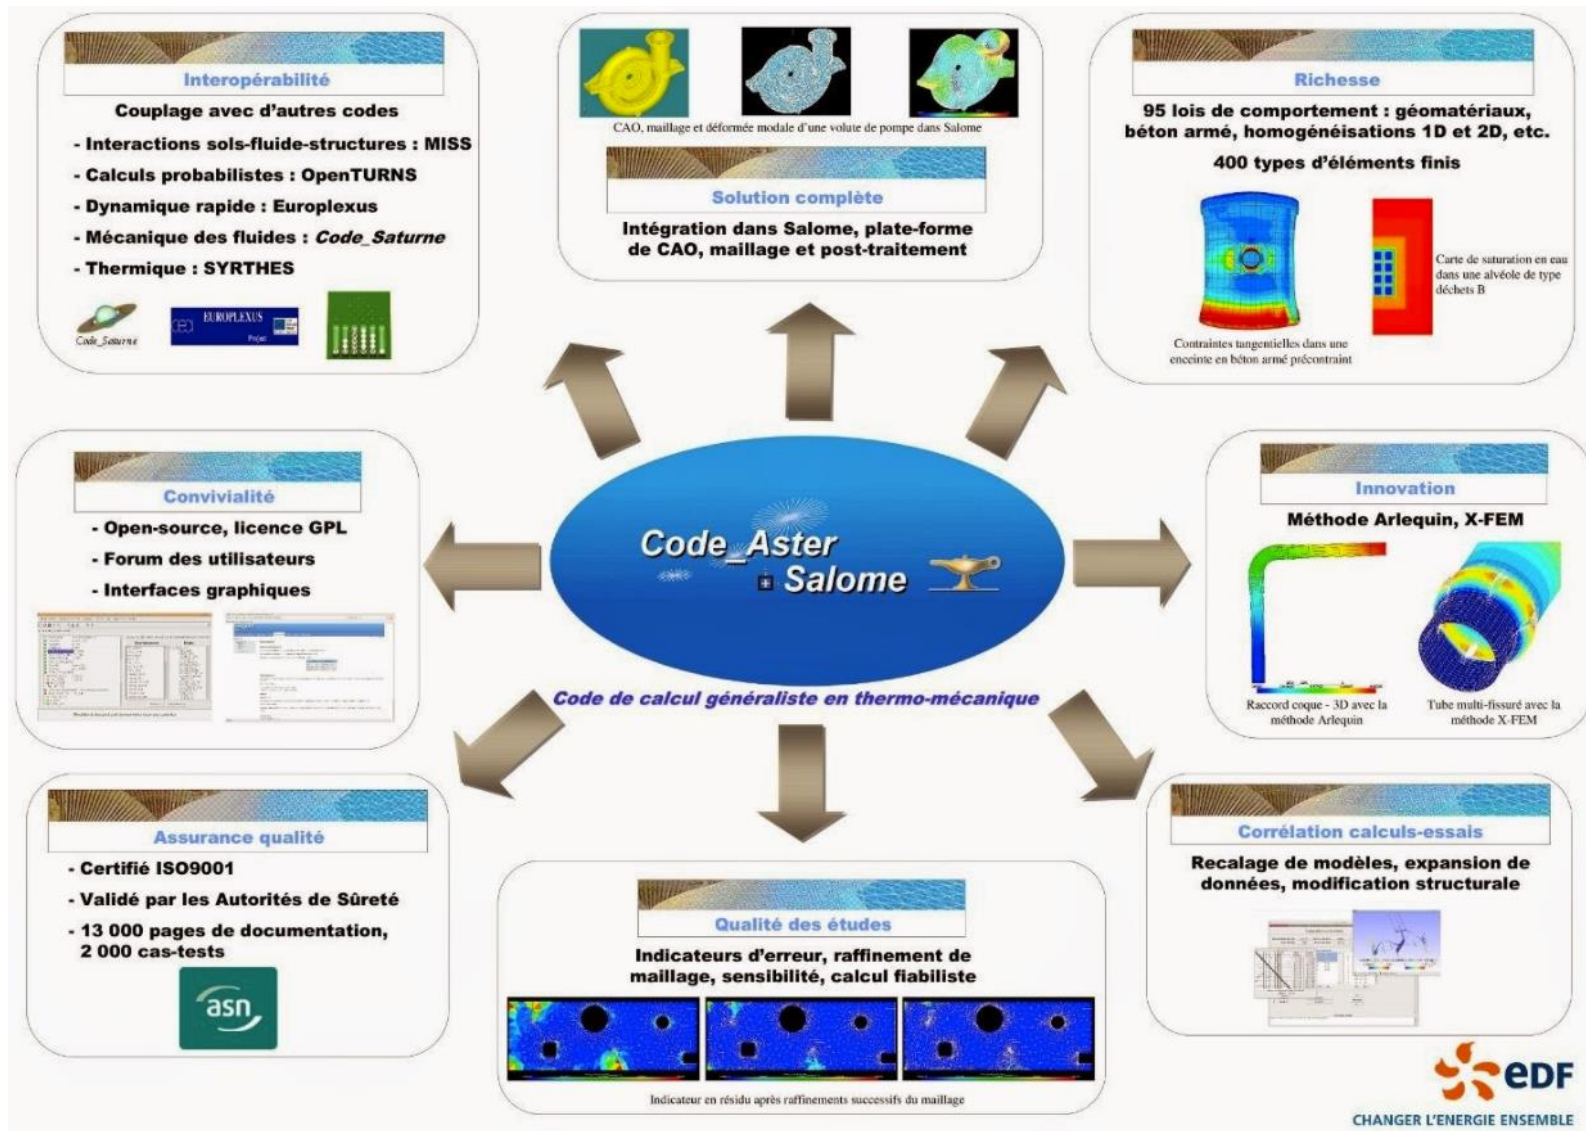 Interopérabilité
Couplage avec d'autres codes
- Interactions sols-fluide-structures : MISS
- Calculs probabilistes : OpenTURNS
- Dynamique rapide : Europlexus
- Mécanique des fluides : Code_Saturne
- Thermique : SYRTHES
Code_Saturne
EUROPLEXUS
Projet
CAO, maillage et déformée modale d'une volute de pompe dans Salome
Solution complète
Intégration dans Salome, plate-forme
de CAO, maillage et post-traitement
Richesse
95 lois de comportement : géomatériaux,
béton armé, homogénéisations 1D et 2D, etc.
400 types d'éléments finis
Carte de saturation en eau
dans une alvéole de type
déchets B
Contraintes tangentielles dans une
enceinte en béton armé précontraint
Convivialité
- Open-source, licence GPL
- Forum des utilisateurs
- Interfaces graphiques
Code_Aster
Salome
Code de calcul généraliste en thermo-mécanique
Innovation
Méthode Arlequin, X-FEM
Raccord coque - 3D avec la
méthode Arlequin
Tube multi-fissuré avec la
méthode X-FEM
Assurance qualité
- Certifié ISO9001
- Validé par les Autorités de Sûreté
- 13 000 pages de documentation,
2 000 cas-tests
asn
Qualité des études
Indicateurs d'erreur, raffinement de
maillage, sensibilité, calcul fiabiliste
Indicateur en résidu après raffinements successifs du maillage
Corrélation calculs-essais
Recalage de modèles, expansion de
données, modification structurale
eDF
CHANGER L'ENERGIE ENSEMBLE